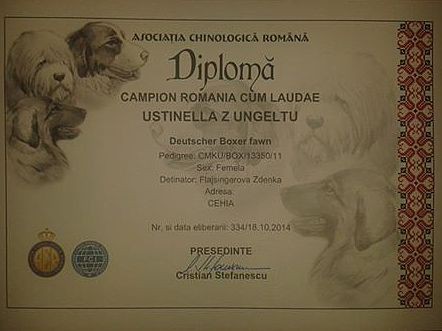 ASOCIAȚIA CHINOLOGICĂ ROMÂNĂ
Diplomă
CAMPION ROMANIA CUM LAUDAE
USTINELLA Z UNGELTU
Deutscher Boxer fawn
Pedigree: CMKU/BOX/13350/11
Sex: Femela
Detinator: Flajsingerova Zdenka
Adresa:
CEHIA
Nr. si data eliberarii: 334/18.10.2014
PRESEDINTE
Cristian Stefanescu
FCI